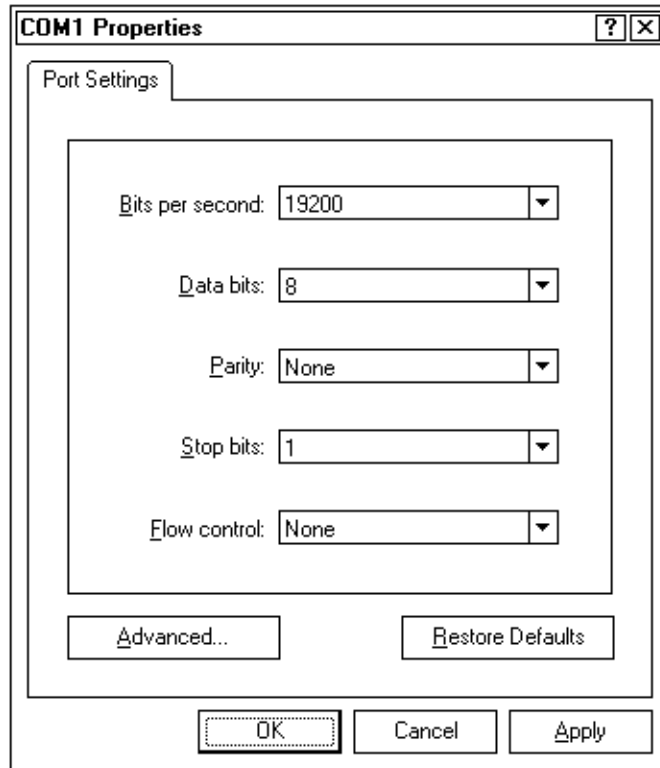 COM1 Properties ?
Port Settings
Bits per second: 19200
Data bits: 8
Parity: None
Stop bits: 1
Flow control: None
Advanced... Restore Defaults
OK Cancel Apply